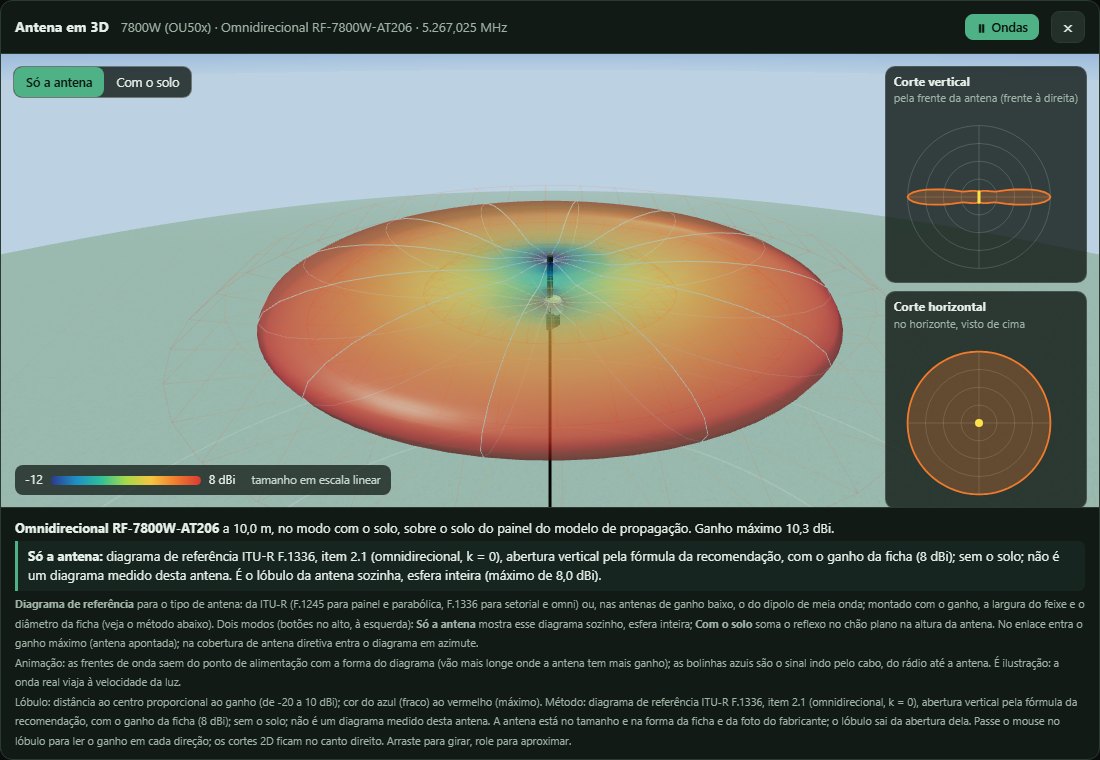 Antena em 3D 7800W (OU50x) · Omnidirecional RF-7800W-AT206 · 5.267,025 MHz
Ondas
×
Só a antena Com o solo
Corte vertical
pela frente da antena (frente à direita)
Corte horizontal
no horizonte, visto de cima
-12 8 dBi tamanho em escala linear
Omnidirecional RF-7800W-AT206 a 10,0 m, no modo com o solo, sobre o solo do painel do modelo de propagação. Ganho máximo 10,3 dBi.
Só a antena: diagrama de referência ITU-R F.1336, item 2.1 (omnidirecional, k = 0), abertura vertical pela fórmula da recomendação, com o ganho da ficha (8 dBi); sem o solo; não é
um diagrama medido desta antena. É o lóbulo da antena sozinha, esfera inteira (máximo de 8,0 dBi).
Diagrama de referência para o tipo de antena: da ITU-R (F.1245 para painel e parabólica, F.1336 para setorial e omni) ou, nas antenas de ganho baixo, o do dipolo de meia onda; montado com o ganho, a largura do feixe e o
diâmetro da ficha (veja o método abaixo). Dois modos (botões no alto, à esquerda): Só a antena mostra esse diagrama sozinho, esfera inteira; Com o solo soma o reflexo no chão plano na altura da antena. No enlace entra o
ganho máximo (antena apontada); na cobertura de antena diretiva entra o diagrama em azimute.
Animação: as frentes de onda saem do ponto de alimentação com a forma do diagrama (vão mais longe onde a antena tem mais ganho); as bolinhas azuis são o sinal indo pelo cabo, do rádio até a antena. É ilustração: a
onda real viaja à velocidade da luz.
Lóbulo: distância ao centro proporcional ao ganho (de -20 a 10 dBi); cor do azul (fraco) ao vermelho (máximo). Método: diagrama de referência ITU-R F.1336, item 2.1 (omnidirecional, k = 0), abertura vertical pela fórmula da
recomendação, com o ganho da ficha (8 dBi); sem o solo; não é um diagrama medido desta antena. A antena está no tamanho e na forma da ficha e da foto do fabricante; o lóbulo sai da abertura dela. Passe o mouse no
lóbulo para ler o ganho em cada direção; os cortes 2D ficam no canto direito. Arraste para girar, role para aproximar.